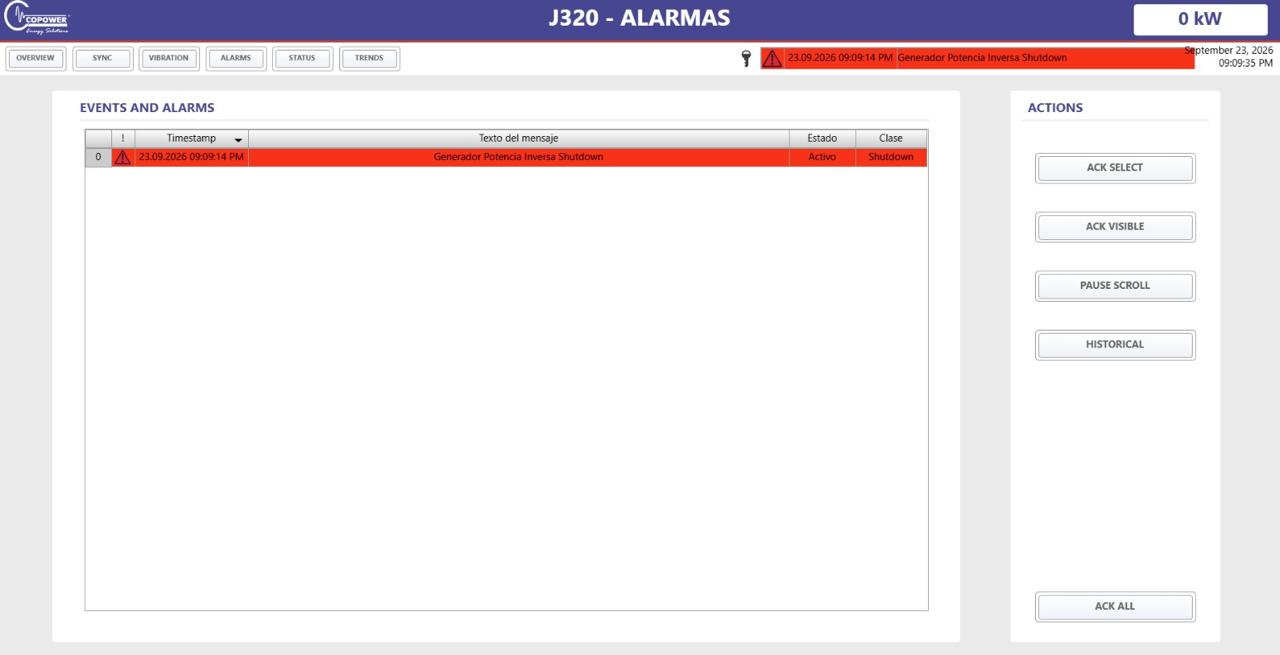 COPOWER
Energy Solutions
J320 - ALARMAS
0 kW
OVERVIEW
SYNC
VIBRATION
ALARMS
STATUS
TRENDS
23.09.2026 09:09:14 PM Generador Potencia Inversa Shutdown
September 23, 2026
09:09:35 PM
EVENTS AND ALARMS
! Timestamp Texto del mensaje Estado Clase
0 23.09.2026 09:09:14 PM Generador Potencia Inversa Shutdown Activo Shutdown
ACTIONS
ACK SELECT
ACK VISIBLE
PAUSE SCROLL
HISTORICAL
ACK ALL